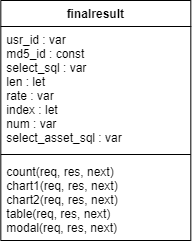 finalresult
usr_id : var
md5_id : const
select_sql : var
len : let
rate : var
index : let
num : var
select_asset_sql : var
count(req, res, next)
chart1(req, res, next)
chart2(req, res, next)
table(req, res, next)
modal(req, res, next)